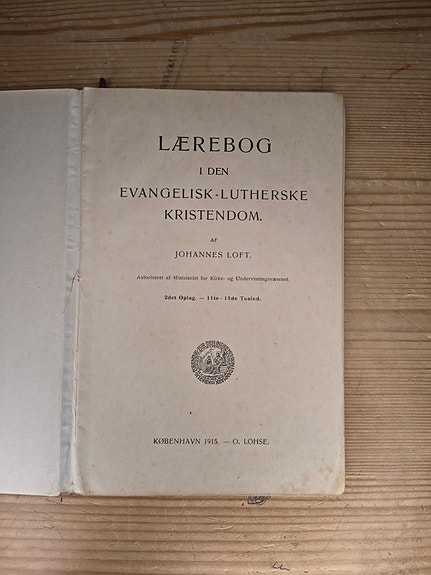 LÆREBOG
I DEN
EVANGELISK-LUTHERSKE
KRISTENDOM.
AF
JOHANNES LOFT.
Autoriseret af Ministeriet for Kirke- og Undervisningsvæsenet.
2det Oplag. — 11te–15de Tusind.
KØBENHAVN 1915. — O. LOHSE.